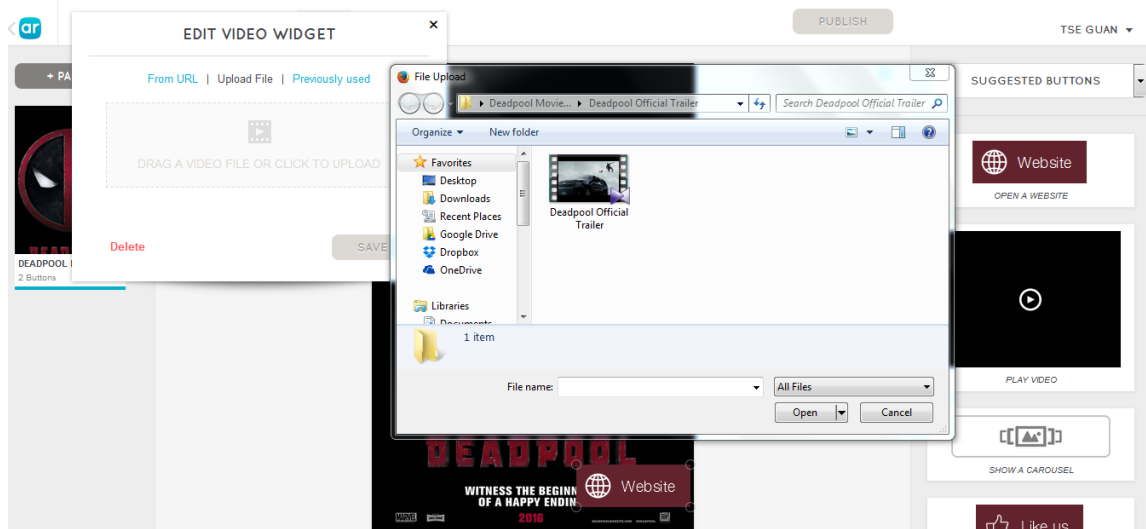 ar
PUBLISH
TSE GUAN
+ PA
EDIT VIDEO WIDGET
×
From URL | Upload File | Previously used
DRAG A VIDEO FILE OR CLICK TO UPLOAD
Delete
SAVE
DEADPOOL
2 Buttons
File Upload
Deadpool Movie... Deadpool Official Trailer
Search Deadpool Official Trailer
Organize
New folder
Favorites
Desktop
Downloads
Recent Places
Google Drive
Dropbox
OneDrive
Libraries
Documents
Deadpool Official
Trailer
1 item
File name:
All Files
Open
Cancel
DEADPOOL
WITNESS THE BEGINN
OF A HAPPY ENDIN
MARVEL
2016
Website
SUGGESTED BUTTONS
Website
OPEN A WEBSITE
PLAY VIDEO
SHOW A CAROUSEL
Like us